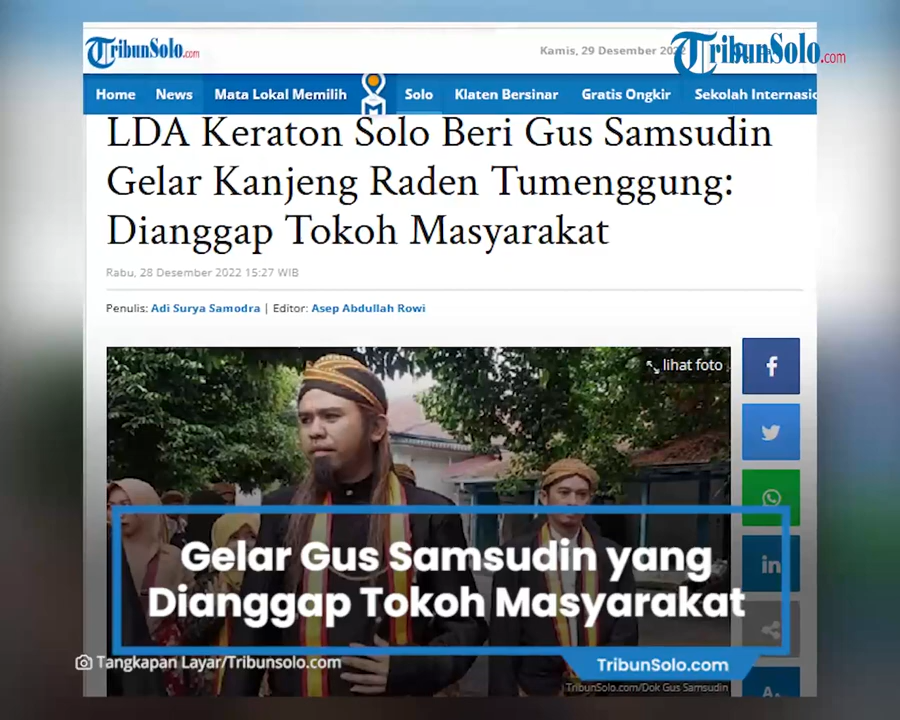 TribunSolo.com
Kamis, 29 Desember 202
TribunSolo.com
Home News Mata Lokal Memilih Solo Klaten Bersinar Gratis Ongkir Sekolah Internasio
LDA Keraton Solo Beri Gus Samsudin
Gelar Kanjeng Raden Tumenggung:
Dianggap Tokoh Masyarakat
Rabu, 28 Desember 2022 15:27 WIB
Penulis: Adi Surya Samodra | Editor: Asep Abdullah Rowi
lihat foto
Gelar Gus Samsudin yang
Dianggap Tokoh Masyarakat
Tangkapan Layar/Tribunsolo.com
TribunSolo.com
TribunSolo.com/Dok Gus Samsudin